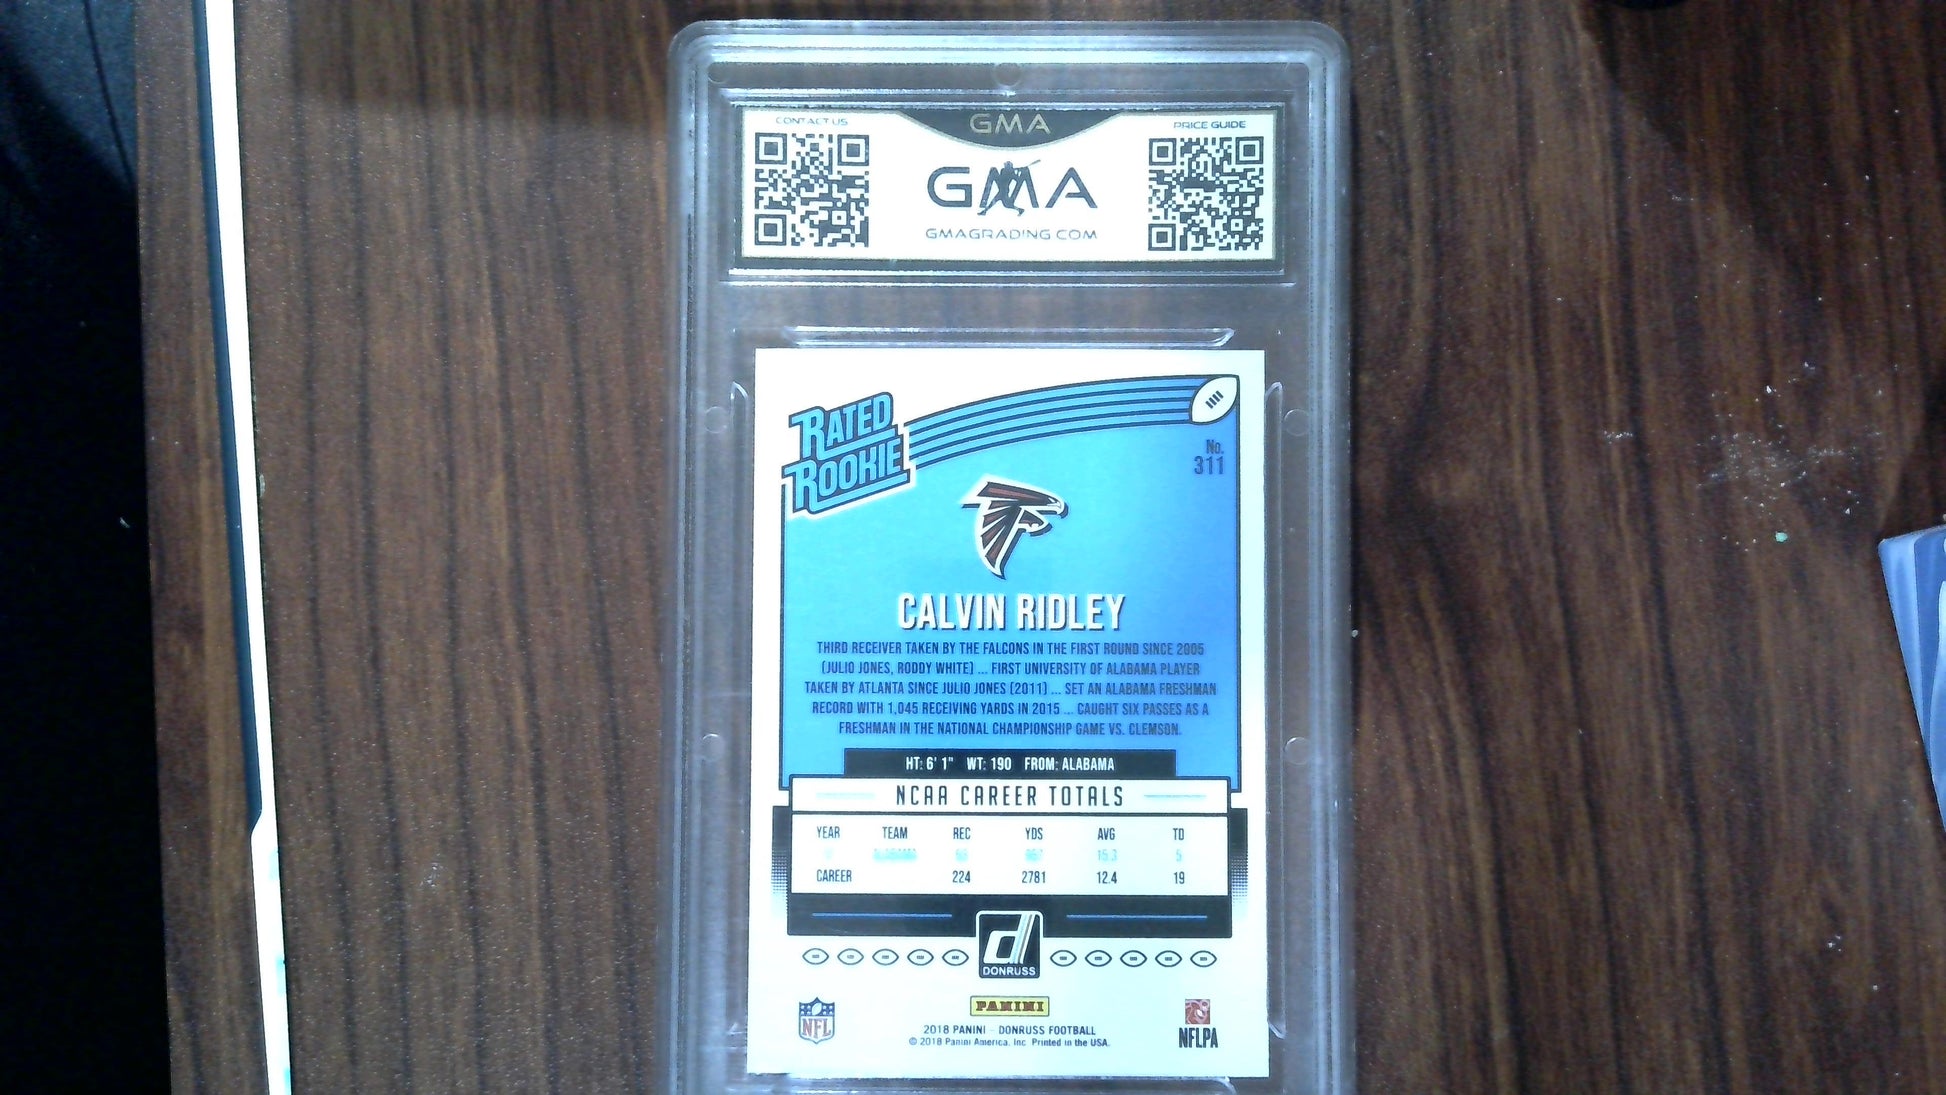 CONTACT US
GMA
PRICE GUIDE
GMA
GMAGRADING.COM
RATED
ROOKIE
No.
311
CALVIN RIDLEY
THIRD RECEIVER TAKEN BY THE FALCONS IN THE FIRST ROUND SINCE 2005
(JULIO JONES, RODDY WHITE) ... FIRST UNIVERSITY OF ALABAMA PLAYER
TAKEN BY ATLANTA SINCE JULIO JONES (2011) ... SET AN ALABAMA FRESHMAN
RECORD WITH 1,045 RECEIVING YARDS IN 2015 ... CAUGHT SIX PASSES AS A
FRESHMAN IN THE NATIONAL CHAMPIONSHIP GAME VS. CLEMSON.
HT: 6' 1" WT: 190 FROM: ALABAMA
NCAA CAREER TOTALS
YEAR TEAM REC YDS AVG TD
15.3 5
CAREER 224 2781 12.4 19
d
DONRUSS
PANINI
NFL
NFLPA
2018 PANINI - DONRUSS FOOTBALL
© 2018 Panini America, Inc. Printed in the USA.